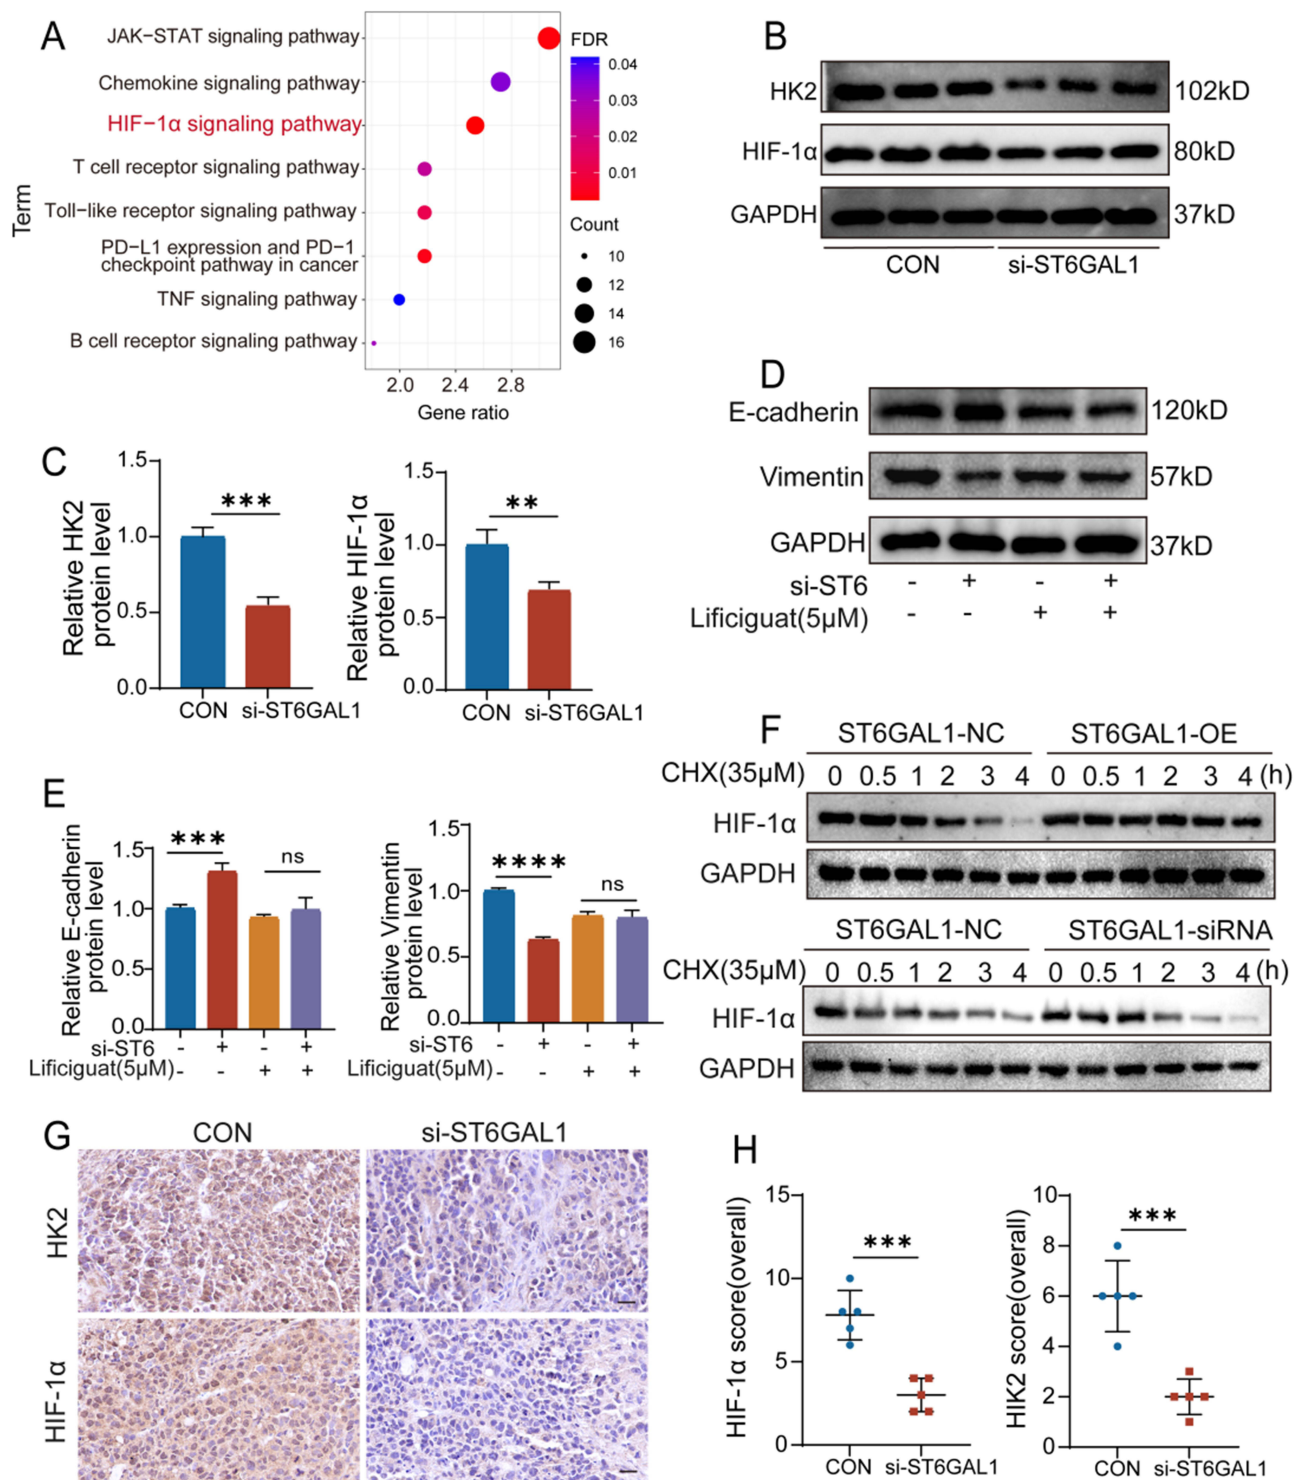 A
JAK−STAT signaling pathway
Chemokine signaling pathway
HIF−1α signaling pathway
T cell receptor signaling pathway
Toll−like receptor signaling pathway
PD−L1 expression and PD−1
checkpoint pathway in cancer
TNF signaling pathway
B cell receptor signaling pathway
Term
2.0 2.4 2.8
Gene ratio
FDR
0.04
0.03
0.02
0.01
Count
10
12
14
16
B
HK2 102kD
HIF-1α 80kD
GAPDH 37kD
CON si-ST6GAL1
C
Relative HK2
protein level
1.5
1.0
0.5
0.0
***
CON si-ST6GAL1
Relative HIF-1α
protein level
1.5
1.0
0.5
0.0
**
CON si-ST6GAL1
D
E-cadherin 120kD
Vimentin 57kD
GAPDH 37kD
si-ST6 - + - +
Lificiguat(5μM) - - + +
E
Relative E-cadherin
protein level
1.5
1.0
0.5
0.0
*** ns
si-ST6 - + - +
Lificiguat(5μM) - - + +
Relative Vimentin
protein level
1.5
1.0
0.5
0.0
**** ns
si-ST6 - + - +
Lificiguat(5μM) - - + +
F
ST6GAL1-NC ST6GAL1-OE
CHX(35μM) 0 0.5 1 2 3 4 0 0.5 1 2 3 4 (h)
HIF-1α
GAPDH
ST6GAL1-NC ST6GAL1-siRNA
CHX(35μM) 0 0.5 1 2 3 4 0 0.5 1 2 3 4 (h)
HIF-1α
GAPDH
G
CON si-ST6GAL1
HK2
HIF-1α
H
HIF-1α score(overall)
15
10
5
0
***
CON si-ST6GAL1
HIK2 score(overall)
10
8
6
4
2
0
***
CON si-ST6GAL1